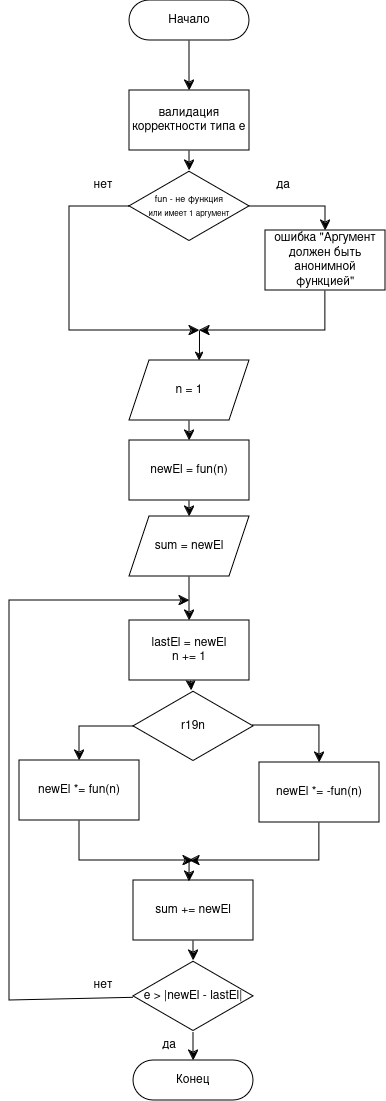 Начало
валидация
корректности типа e
нет
да
fun - не функция
или имеет 1 аргумент
ошибка "Аргумент
должен быть
анонимной
функцией"
n = 1
newEl = fun(n)
sum = newEl
lastEl = newEl
n += 1
r19n
newEl *= fun(n)
newEl *= -fun(n)
sum += newEl
нет
e > |newEl - lastEl|
да
Конец